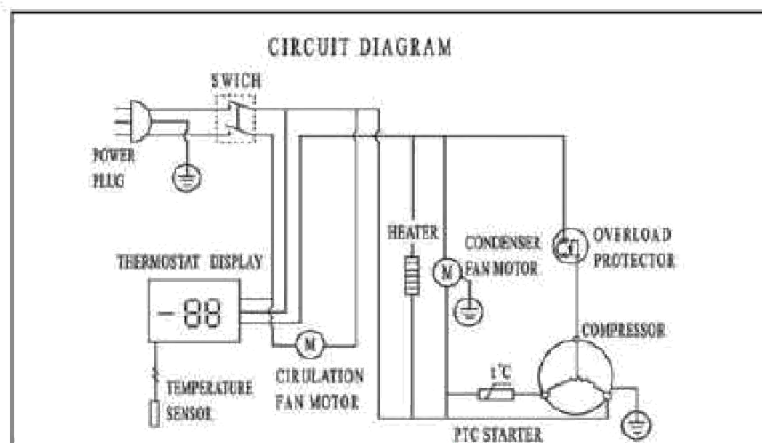 CIRCUIT DIAGRAM
SWICH
POWER
PLUG
HEATER
CONDENSER
FAN MOTOR
M
OVERLOAD
PROTECTOR
THERMOSTAT DISPLAY
-88
M
CIRULATION
FAN MOTOR
TEMPERATURE
SENSOR
COMPRESSOR
t°C
PTC STARTER